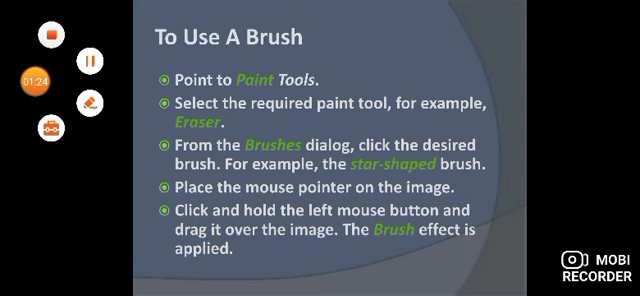 To Use A Brush
Point to Paint Tools.
Select the required paint tool, for example,
Eraser.
From the Brushes dialog, click the desired
brush. For example, the star-shaped brush.
Place the mouse pointer on the image.
Click and hold the left mouse button and
drag it over the image. The Brush effect is
applied.
01:24
MOBI
RECORDER